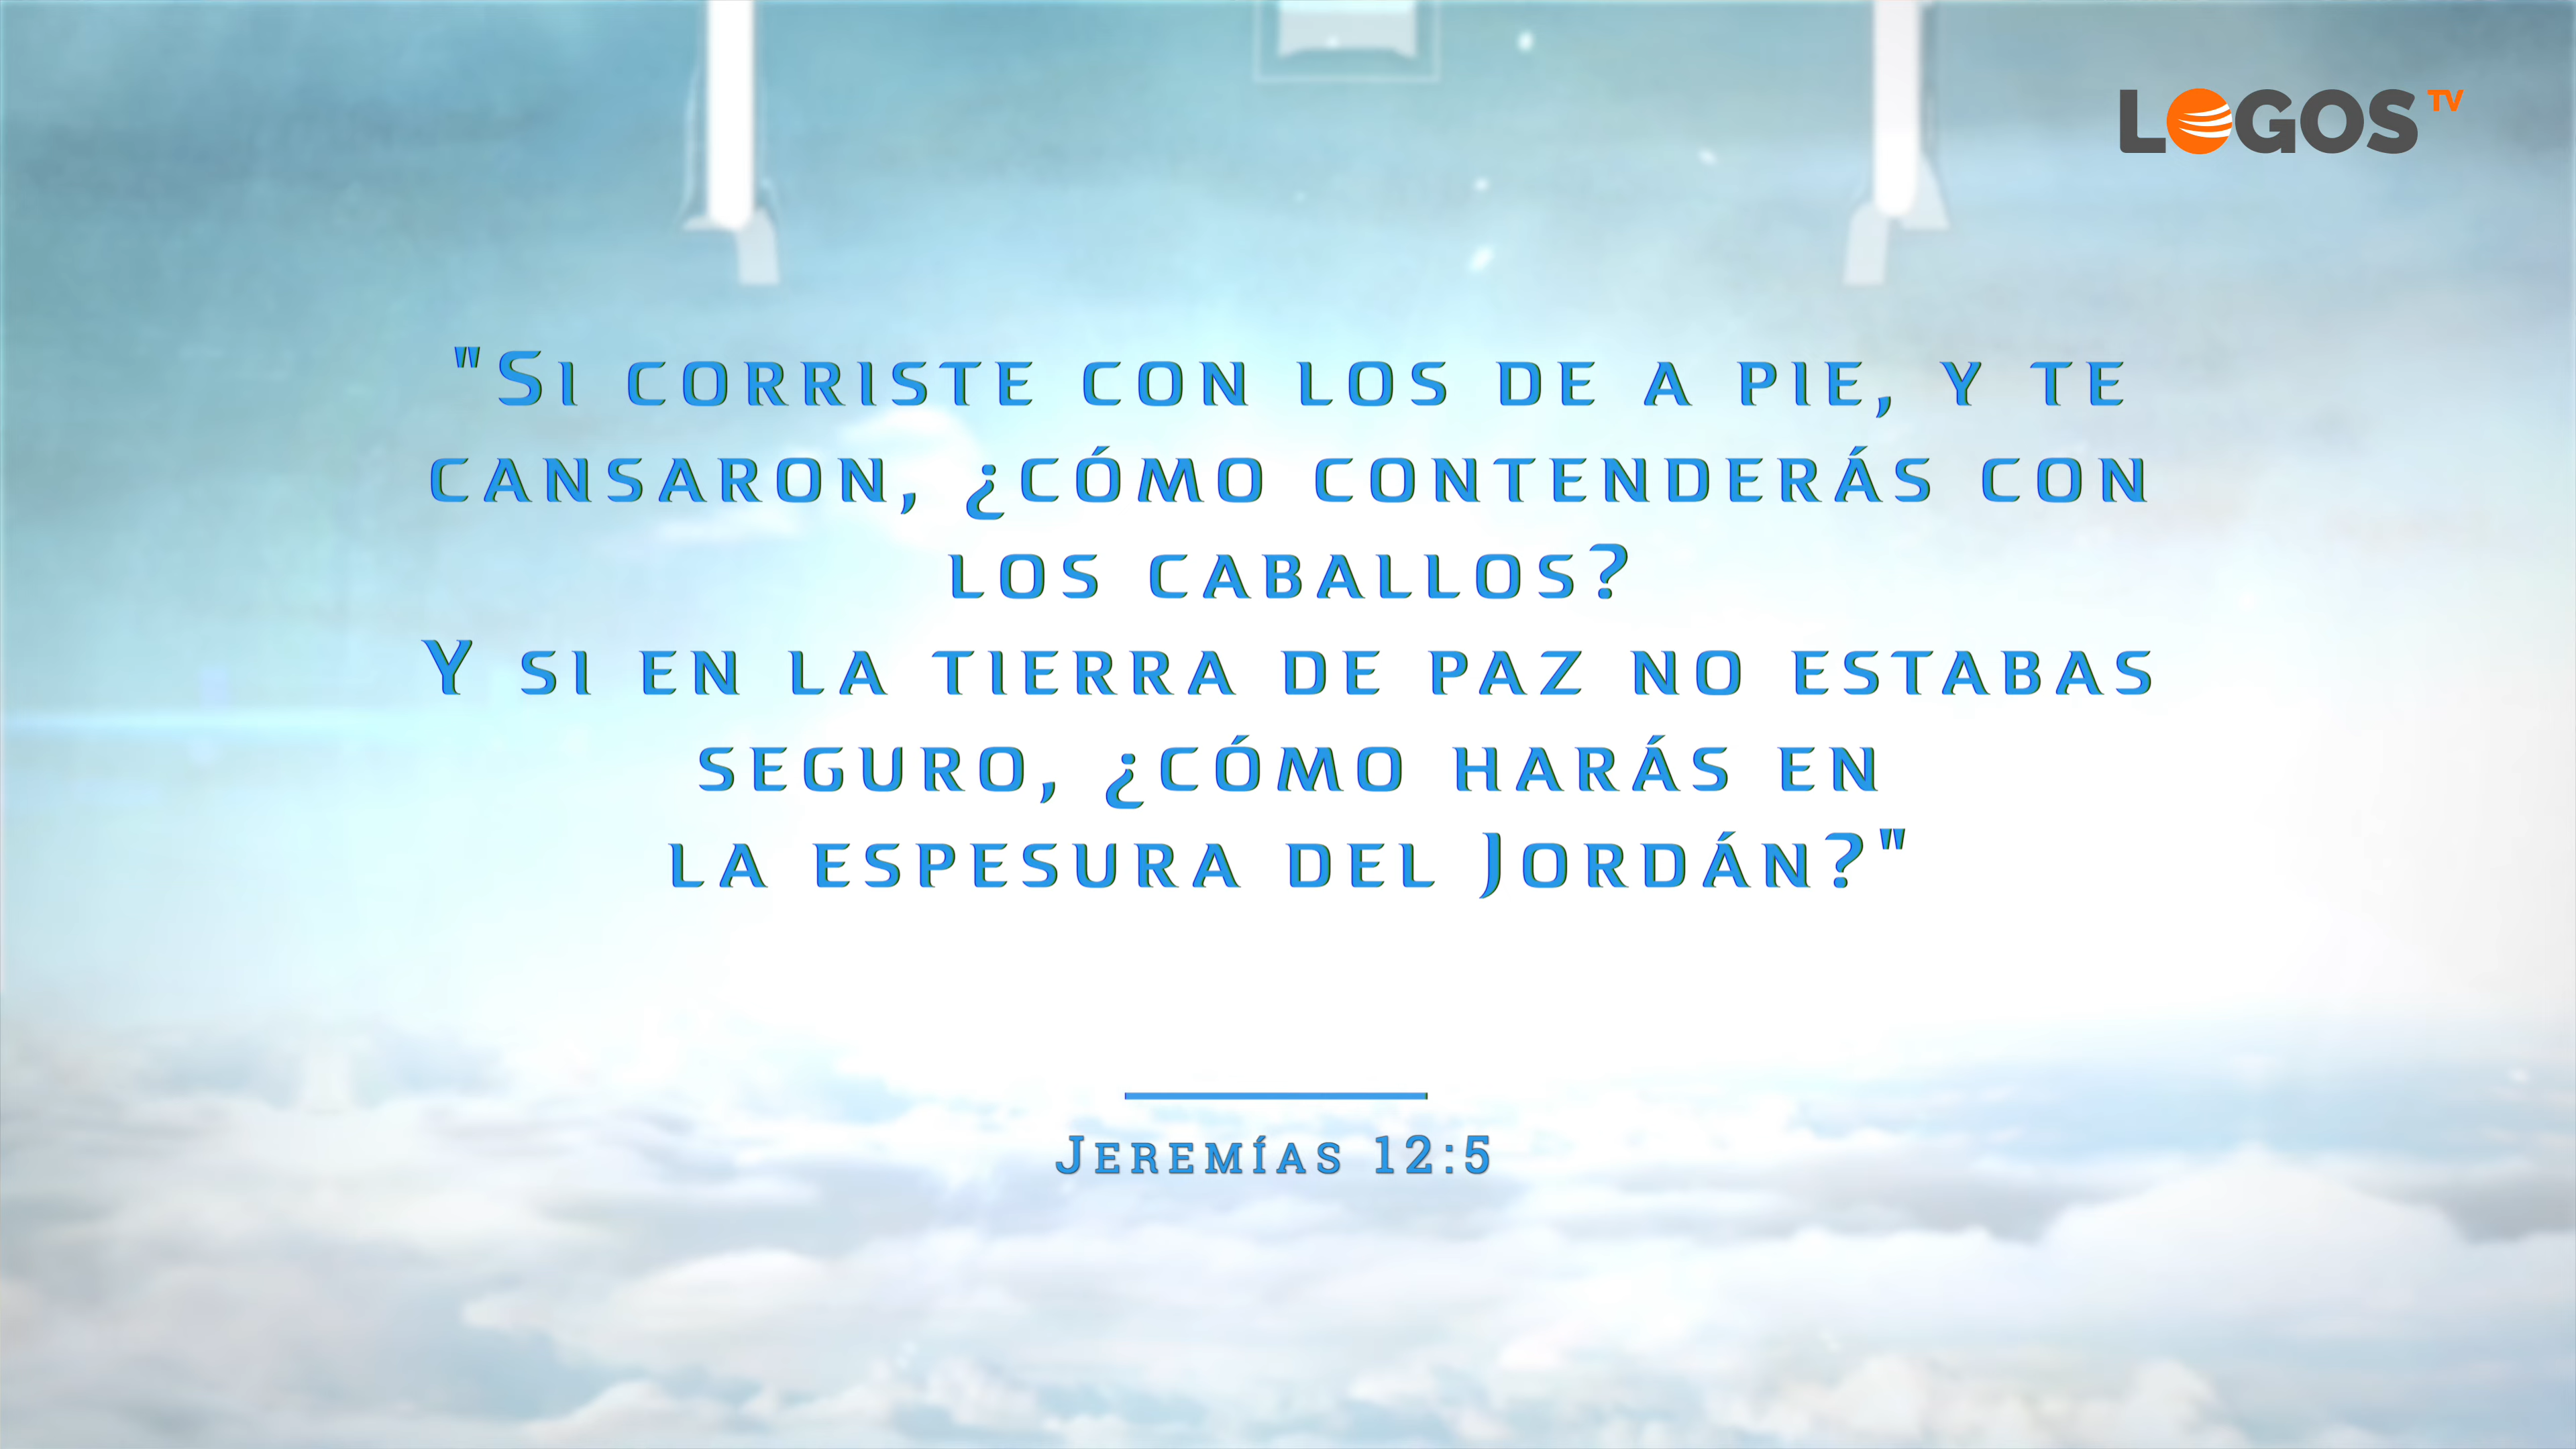 LOGOS TV
"Si corriste con los de a pie, y te
cansaron, ¿cómo contenderás con
los caballos?
Y si en la tierra de paz no estabas
seguro, ¿cómo harás en
la espesura del Jordán?"
Jeremías 12:5